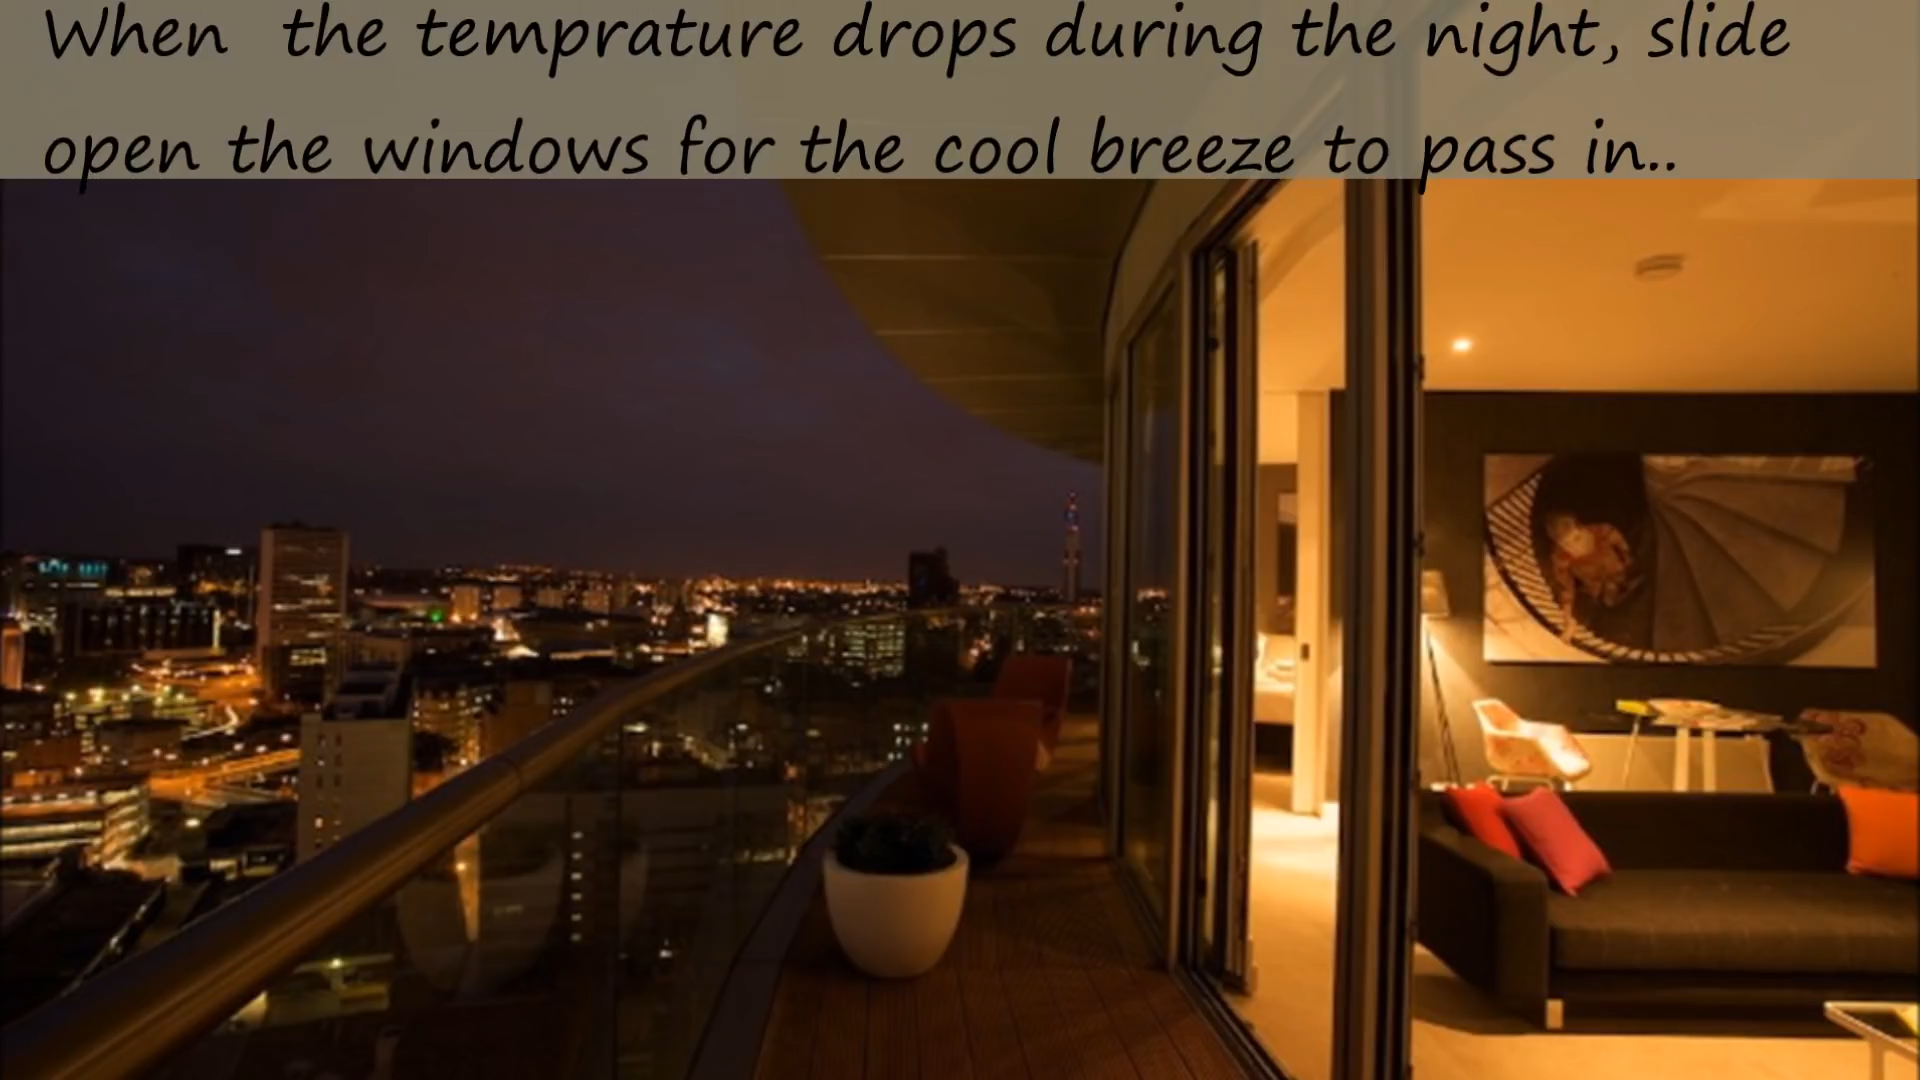 When the temprature drops during the night, slide
open the windows for the cool breeze to pass in..